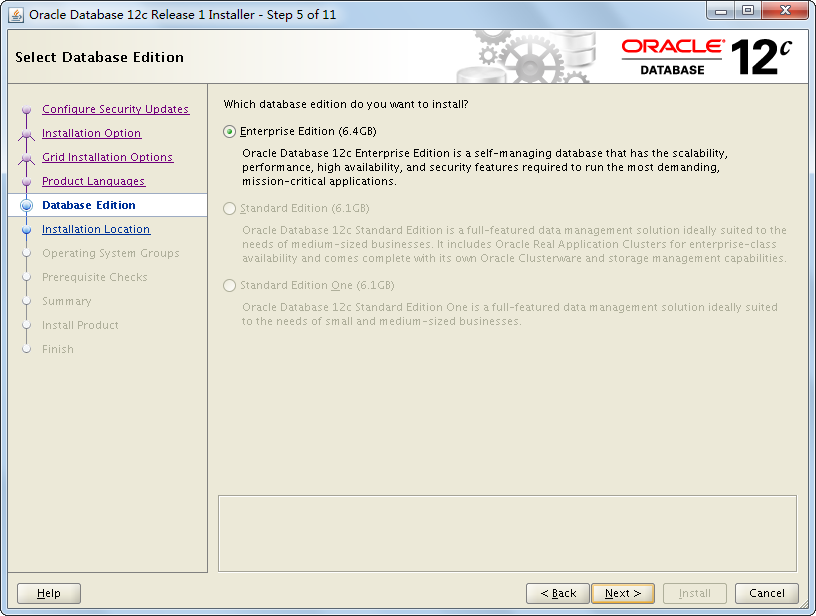 Oracle Database 12c Release 1 Installer - Step 5 of 11
Select Database Edition
ORACLE®
DATABASE
12c
Configure Security Updates
Installation Option
Grid Installation Options
Product Languages
Database Edition
Installation Location
Operating System Groups
Prerequisite Checks
Summary
Install Product
Finish
Which database edition do you want to install?
Enterprise Edition (6.4GB)
Oracle Database 12c Enterprise Edition is a self-managing database that has the scalability,
performance, high availability, and security features required to run the most demanding,
mission-critical applications.
Standard Edition (6.1GB)
Oracle Database 12c Standard Edition is a full-featured data management solution ideally suited to the
needs of medium-sized businesses. It includes Oracle Real Application Clusters for enterprise-class
availability and comes complete with its own Oracle Clusterware and storage management capabilities.
Standard Edition One (6.1GB)
Oracle Database 12c Standard Edition One is a full-featured data management solution ideally suited
to the needs of small and medium-sized businesses.
Help
< Back
Next >
Install
Cancel